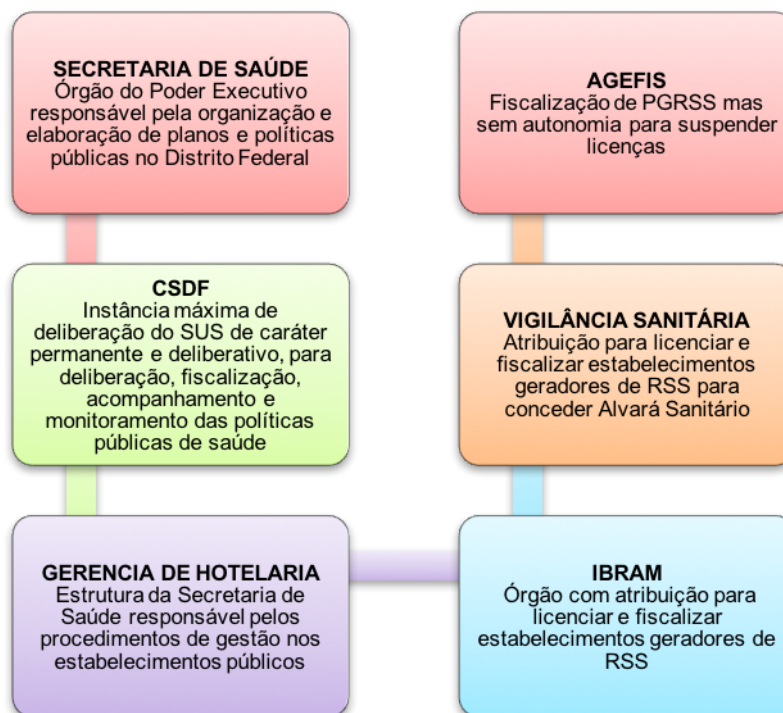 SECRETARIA DE SAÚDE
Órgão do Poder Executivo
responsável pela organização e
elaboração de planos e políticas
públicas no Distrito Federal
CSDF
Instância máxima de
deliberação do SUS de caráter
permanente e deliberativo, para
deliberação, fiscalização,
acompanhamento e
monitoramento das políticas
públicas de saúde
GERENCIA DE HOTELARIA
Estrutura da Secretaria de
Saúde responsável pelos
procedimentos de gestão nos
estabelecimentos públicos
IBRAM
Órgão com atribuição para
licenciar e fiscalizar
estabelecimentos geradores de
RSS
VIGILÂNCIA SANITÁRIA
Atribuição para licenciar e
fiscalizar estabelecimentos
geradores de RSS para
conceder Alvará Sanitário
AGEFIS
Fiscalização de PGRSS mas
sem autonomia para suspender
licenças